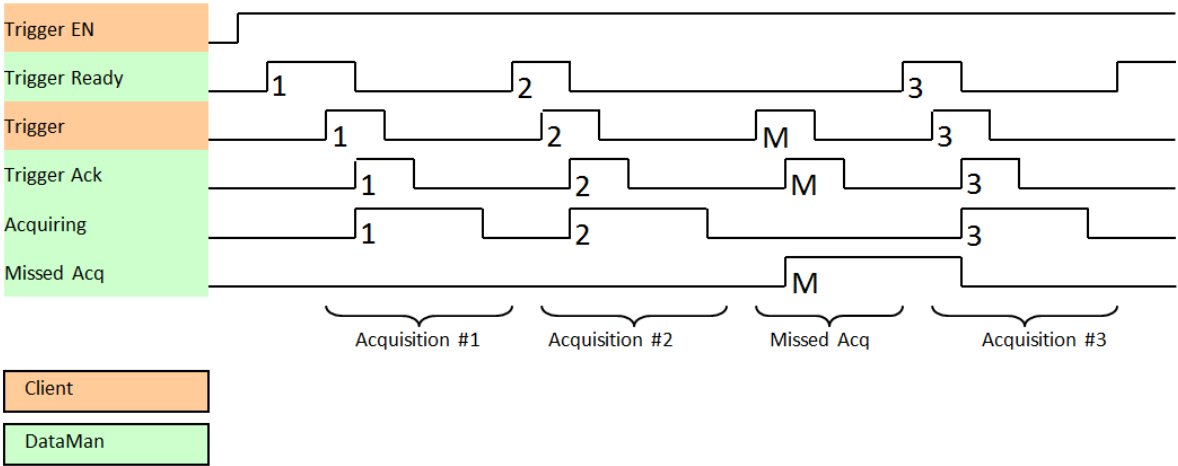 Trigger EN
Trigger Ready 1 2 3
Trigger 1 2 M 3
Trigger Ack 1 2 M 3
Acquiring 1 2 3
Missed Acq M
Acquisition #1 Acquisition #2 Missed Acq Acquisition #3
Client
DataMan